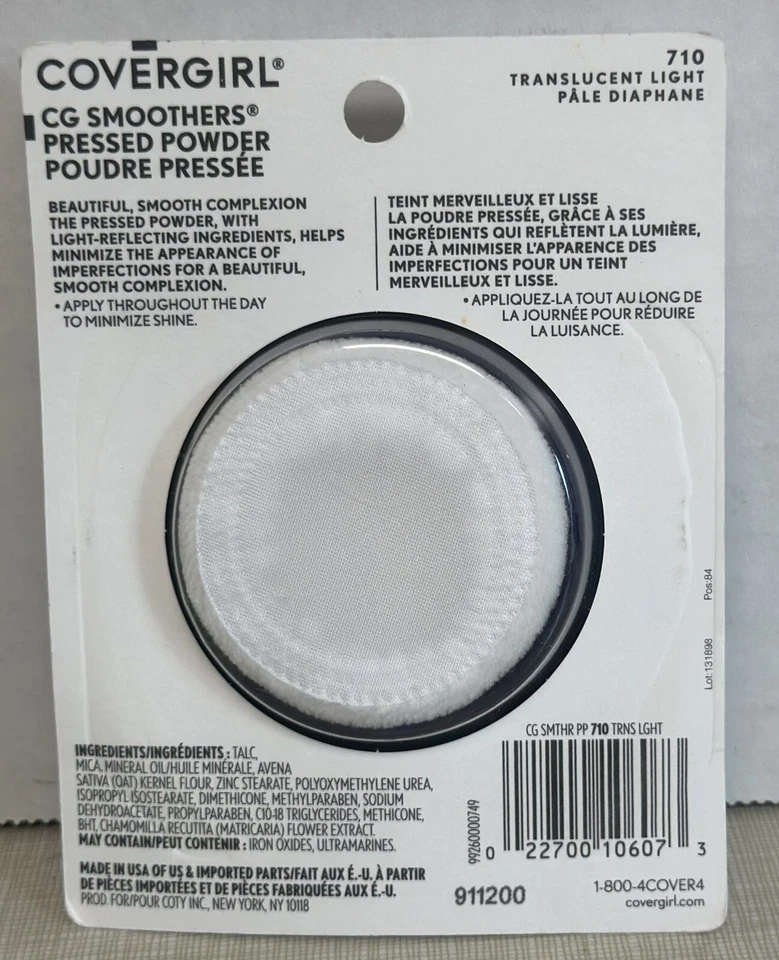 COVERGIRL®
CG SMOOTHERS®
PRESSED POWDER
POUDRE PRESSÉE
710
TRANSLUCENT LIGHT
PÂLE DIAPHANE
BEAUTIFUL, SMOOTH COMPLEXION
THE PRESSED POWDER, WITH
LIGHT-REFLECTING INGREDIENTS, HELPS
MINIMIZE THE APPEARANCE OF
IMPERFECTIONS FOR A BEAUTIFUL,
SMOOTH COMPLEXION.
• APPLY THROUGHOUT THE DAY
TO MINIMIZE SHINE.
TEINT MERVEILLEUX ET LISSE
LA POUDRE PRESSÉE, GRÂCE À SES
INGRÉDIENTS QUI REFLÈTENT LA LUMIÈRE,
AIDE À MINIMISER L'APPARENCE DES
IMPERFECTIONS POUR UN TEINT
MERVEILLEUX ET LISSE.
• APPLIQUEZ-LA TOUT AU LONG DE
LA JOURNÉE POUR RÉDUIRE
LA LUISANCE.
Lot:131898 Pos:84
INGREDIENTS/INGRÉDIENTS : TALC,
MICA, MINERAL OIL/HUILE MINÉRALE, AVENA
SATIVA (OAT) KERNEL FLOUR, ZINC STEARATE, POLYOXYMETHYLENE UREA,
ISOPROPYL ISOSTEARATE, DIMETHICONE, METHYLPARABEN, SODIUM
DEHYDROACETATE, PROPYLPARABEN, C10-18 TRIGLYCERIDES, METHICONE,
BHT, CHAMOMILLA RECUTITA (MATRICARIA) FLOWER EXTRACT.
MAY CONTAIN/PEUT CONTENIR : IRON OXIDES, ULTRAMARINES.
MADE IN USA OF US & IMPORTED PARTS/FAIT AUX É.-U. À PARTIR
DE PIÈCES IMPORTÉES ET DE PIÈCES FABRIQUÉES AUX É.-U.
PROD. FOR/POUR COTY INC., NEW YORK, NY 10118
CG SMTHR PP 710 TRNS LGHT
99260000749
0 22700 10607 3
911200
1-800-4COVER4
covergirl.com